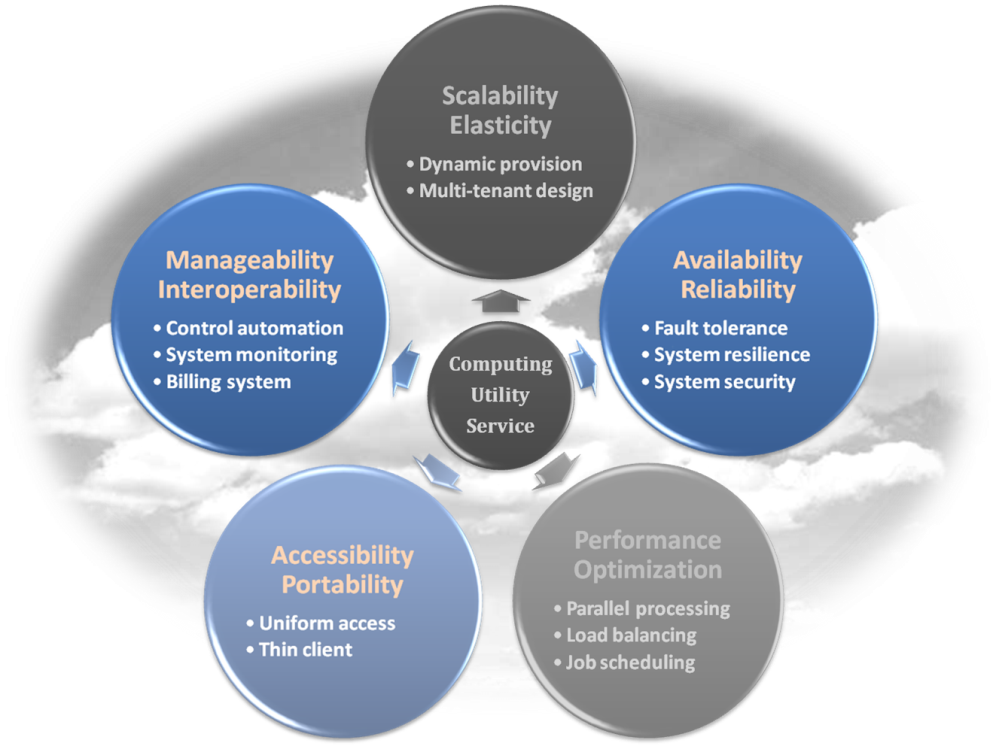 Scalability
Elasticity
• Dynamic provision
• Multi-tenant design
Manageability
Interoperability
• Control automation
• System monitoring
• Billing system
Availability
Reliability
• Fault tolerance
• System resilience
• System security
Computing
Utility
Service
Accessibility
Portability
• Uniform access
• Thin client
Performance
Optimization
• Parallel processing
• Load balancing
• Job scheduling